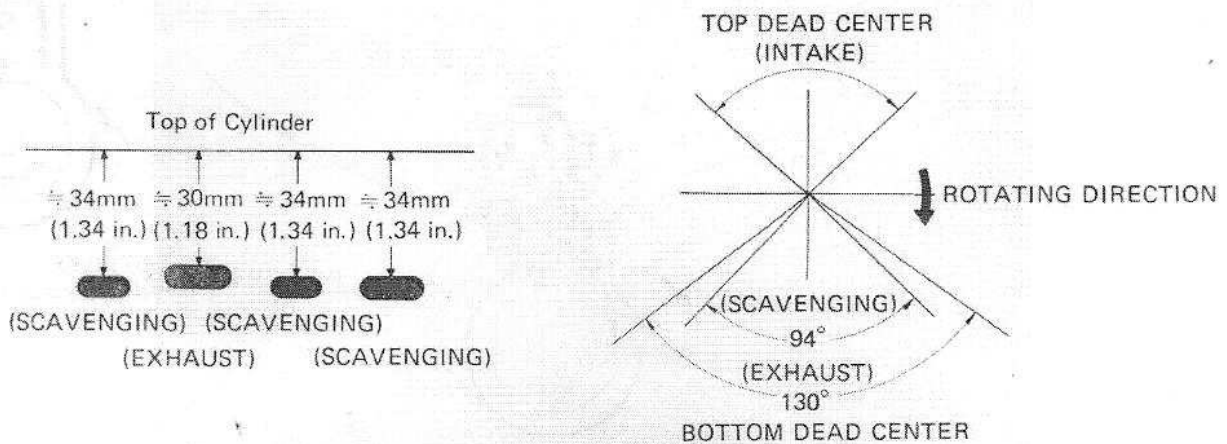 Top of Cylinder
≒ 34mm ≒ 30mm ≒ 34mm ≒ 34mm
(1.34 in.) (1.18 in.) (1.34 in.) (1.34 in.)
(SCAVENGING) (SCAVENGING)
(EXHAUST) (SCAVENGING)
TOP DEAD CENTER
(INTAKE)
ROTATING DIRECTION
(SCAVENGING)
94°
(EXHAUST)
130°
BOTTOM DEAD CENTER